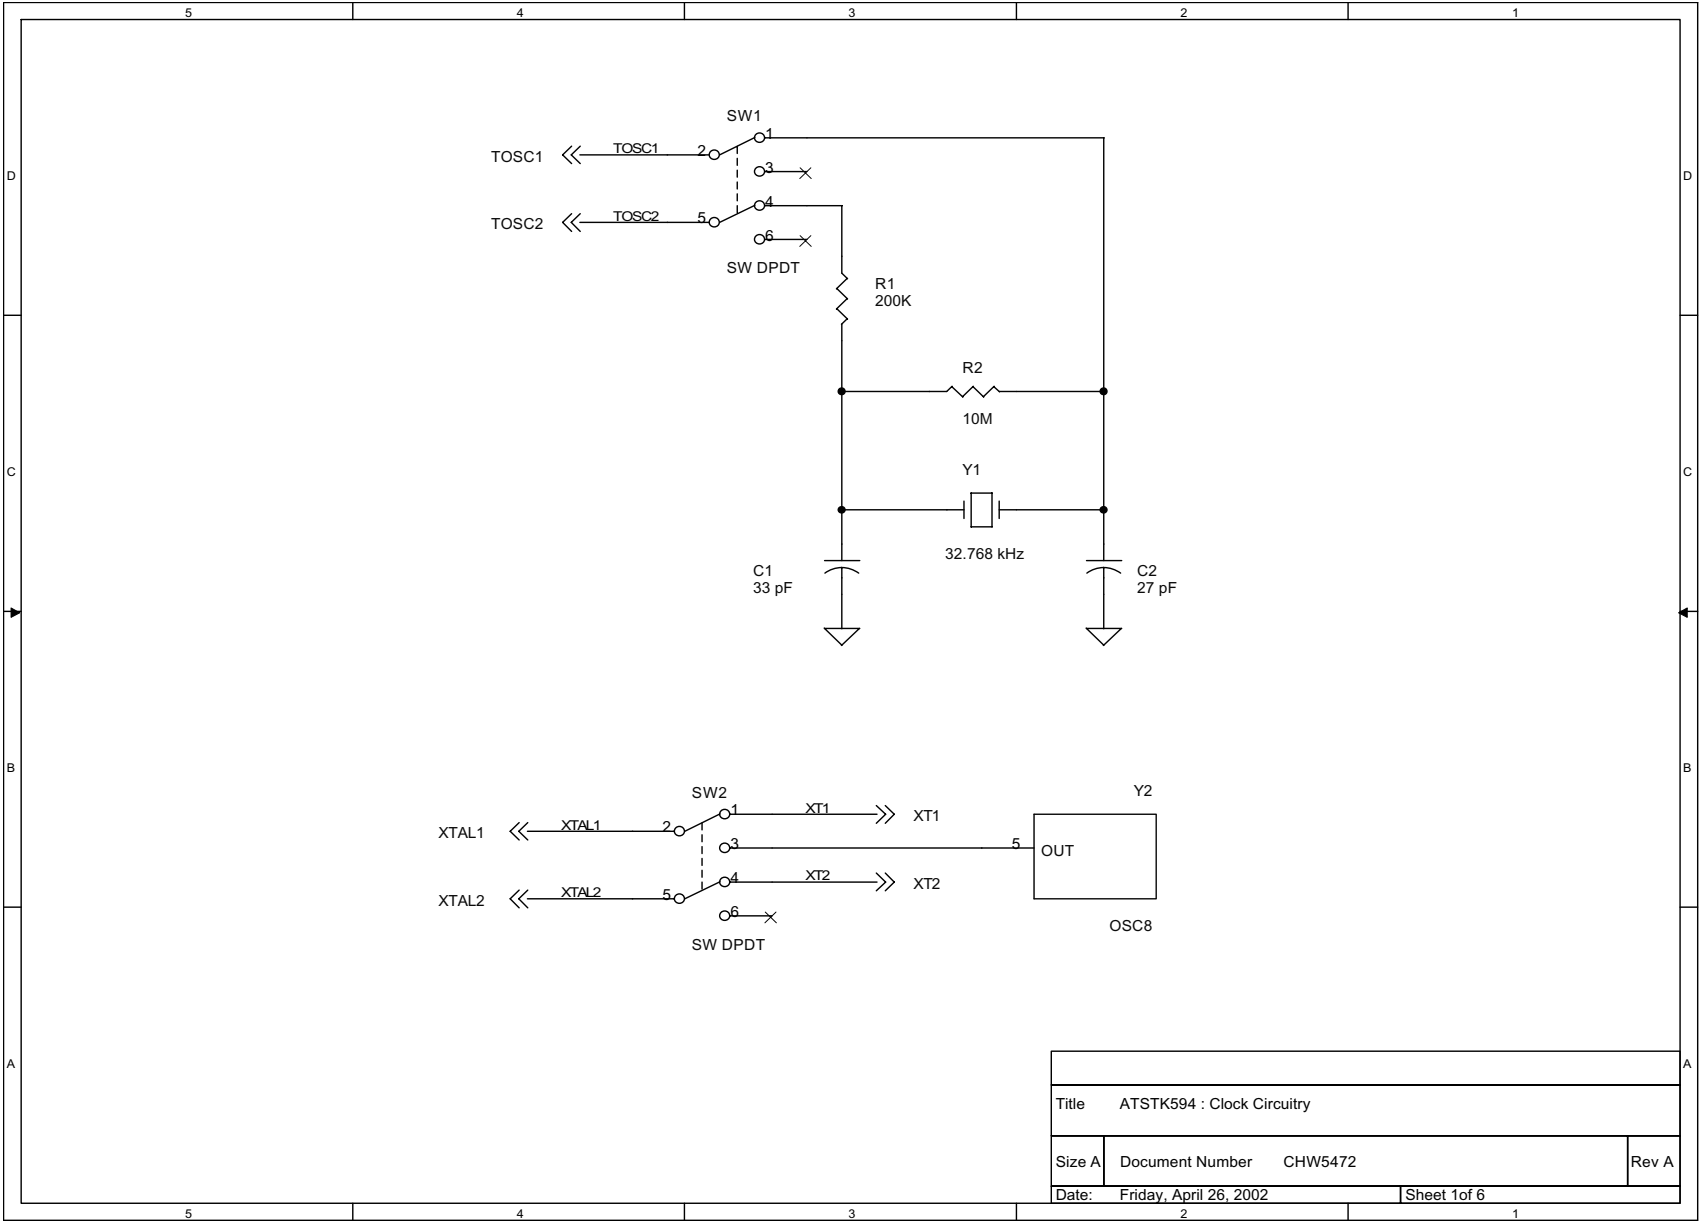 5 4 3 2 1
D D
C C
B B
A A
SW1
TOSC1 TOSC1 2 1
3
TOSC2 TOSC2 5 4
6
SW DPDT
R1
200K
R2
10M
Y1
32.768 kHz
C1
33 pF
C2
27 pF
SW2
Y2
XTAL1 XTAL1 2 1 XT1 XT1
3 5 OUT
XTAL2 XTAL2 5 4 XT2 XT2
6
SW DPDT
OSC8
Title ATSTK594 : Clock Circuitry
Size A Document Number CHW5472 Rev A
Date: Friday, April 26, 2002 Sheet 1of 6
5 4 3 2 1